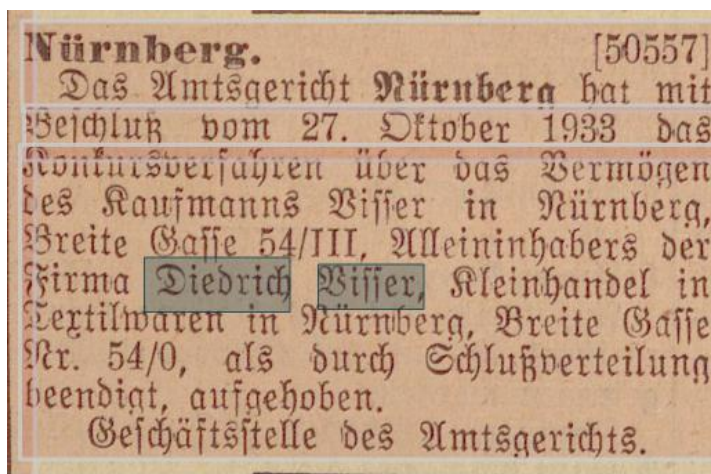 Nürnberg. [50557]
Das Amtsgericht Nürnberg hat mit
Beschluß vom 27. Oktober 1933 das
Konkursverfahren über das Vermögen
des Kaufmanns Visser in Nürnberg,
Breite Gasse 54/III, Alleininhabers der
Firma Diedrich Visser, Kleinhandel in
Textilwaren in Nürnberg, Breite Gasse
Nr. 54/0, als durch Schlußverteilung
beendigt, aufgehoben.
Geschäftsstelle des Amtsgerichts.